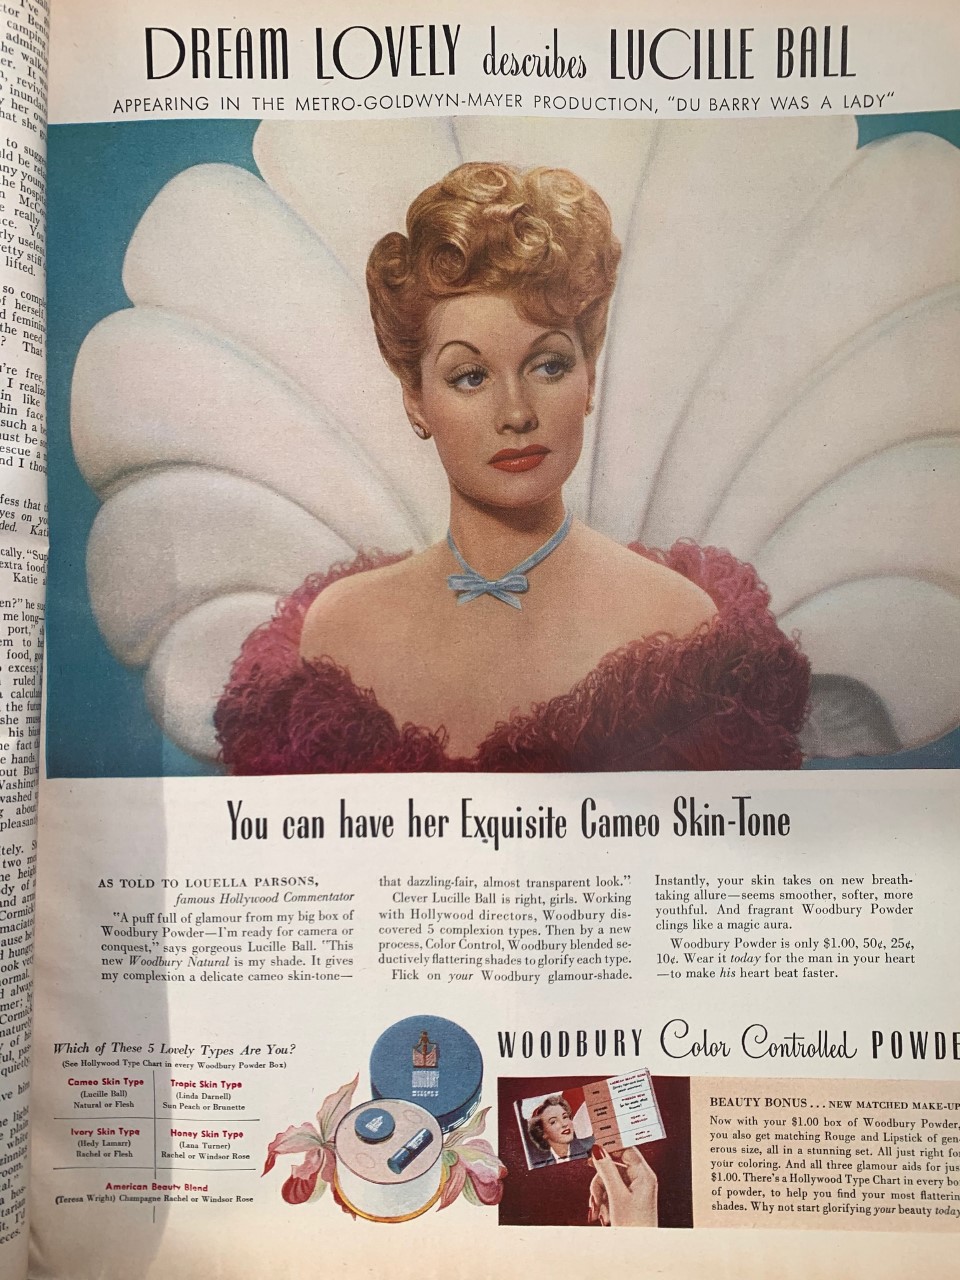 DREAM LOVELY describes LUCILLE BALL
APPEARING IN THE METRO-GOLDWYN-MAYER PRODUCTION, "DU BARRY WAS A LADY"
You can have her Exquisite Cameo Skin-Tone
AS TOLD TO LOUELLA PARSONS,
famous Hollywood Commentator
"A puff full of glamour from my big box of
Woodbury Powder—I'm ready for camera or
conquest," says gorgeous Lucille Ball. "This
new Woodbury Natural is my shade. It gives
my complexion a delicate cameo skin-tone—
that dazzling-fair, almost transparent look."
Clever Lucille Ball is right, girls. Working
with Hollywood directors, Woodbury dis-
covered 5 complexion types. Then by a new
process, Color Control, Woodbury blended se-
ductively flattering shades to glorify each type.
Flick on your Woodbury glamour-shade.
Instantly, your skin takes on new breath-
taking allure—seems smoother, softer, more
youthful. And fragrant Woodbury Powder
clings like a magic aura.
Woodbury Powder is only $1.00, 50¢, 25¢,
10¢. Wear it today for the man in your heart
—to make his heart beat faster.
Which of These 5 Lovely Types Are You?
(See Hollywood Type Chart in every Woodbury Powder Box)
Cameo Skin Type
(Lucille Ball)
Natural or Flesh
Tropic Skin Type
(Linda Darnell)
Sun Peach or Brunette
Ivory Skin Type
(Hedy Lamarr)
Rachel or Flesh
Honey Skin Type
(Lana Turner)
Rachel or Windsor Rose
American Beauty Blend
(Teresa Wright) Champagne Rachel or Windsor Rose
WOODBURY
WOODBURY Color Controlled POWDE
BEAUTY BONUS . . . NEW MATCHED MAKE-UP
Now with your $1.00 box of Woodbury Powder,
you also get matching Rouge and Lipstick of gen-
erous size, all in a stunning set. All just right for
your coloring. And all three glamour aids for just
$1.00. There's a Hollywood Type Chart in every bo
of powder, to help you find your most flatterin
shades. Why not start glorifying your beauty today